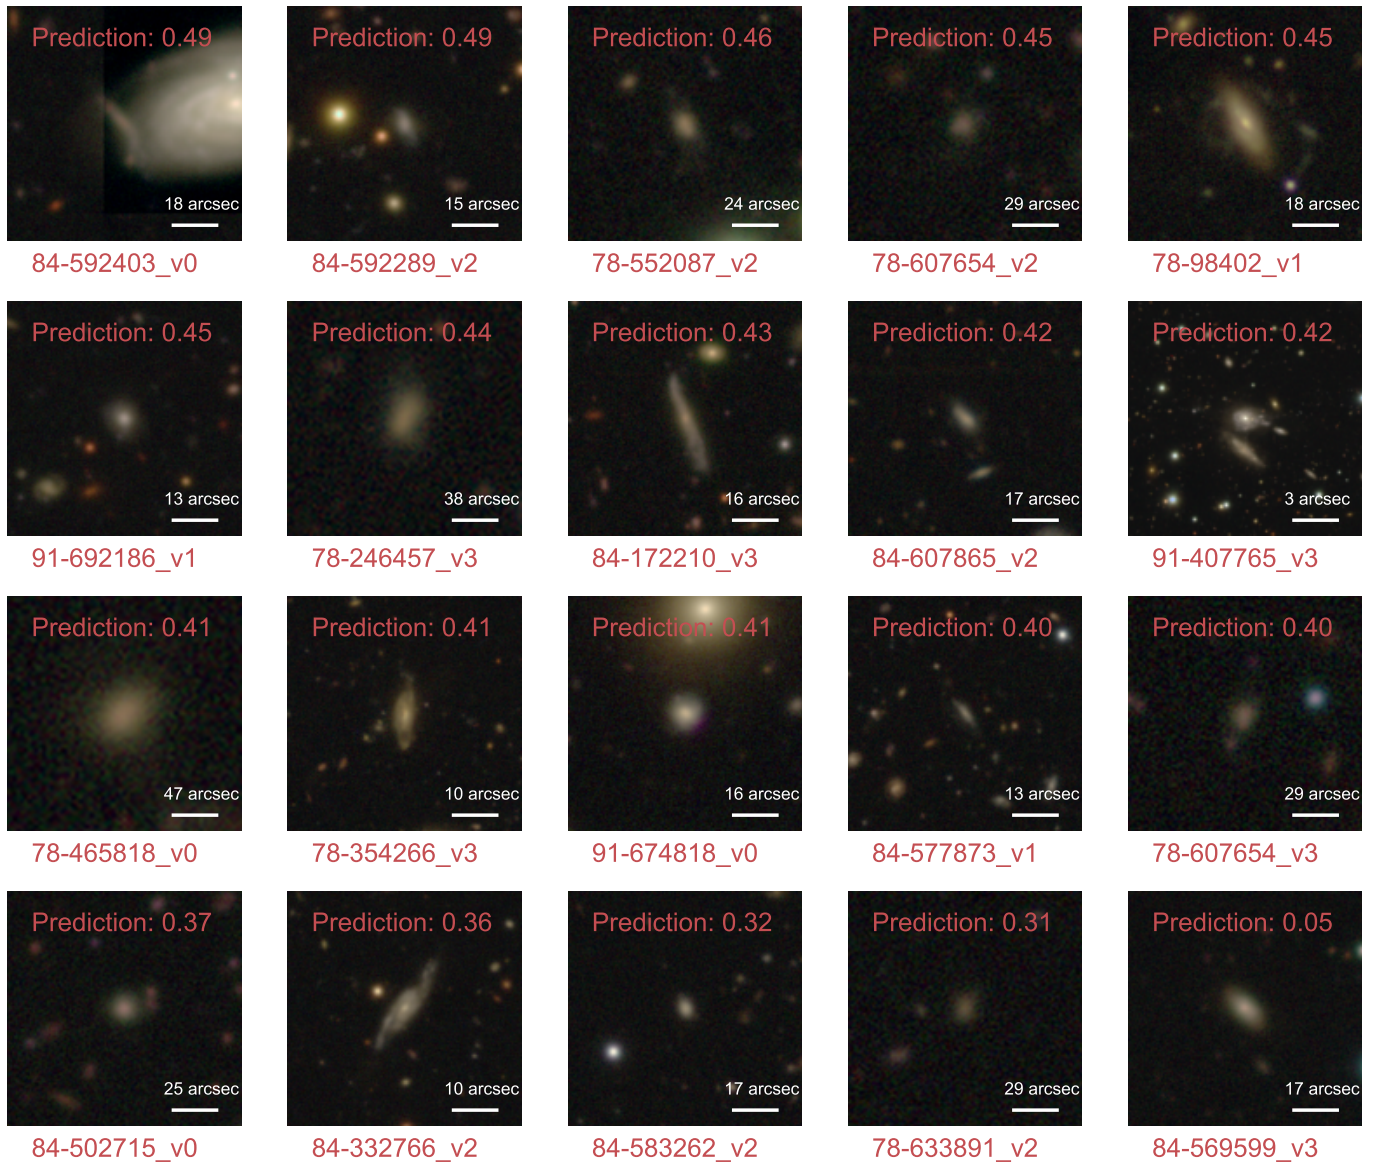 Prediction: 0.49
18 arcsec
84-592403_v0
Prediction: 0.49
15 arcsec
84-592289_v2
Prediction: 0.46
24 arcsec
78-552087_v2
Prediction: 0.45
29 arcsec
78-607654_v2
Prediction: 0.45
18 arcsec
78-98402_v1
Prediction: 0.45
13 arcsec
91-692186_v1
Prediction: 0.44
38 arcsec
78-246457_v3
Prediction: 0.43
16 arcsec
84-172210_v3
Prediction: 0.42
17 arcsec
84-607865_v2
Prediction: 0.42
3 arcsec
91-407765_v3
Prediction: 0.41
47 arcsec
78-465818_v0
Prediction: 0.41
10 arcsec
78-354266_v3
Prediction: 0.41
16 arcsec
91-674818_v0
Prediction: 0.40
13 arcsec
84-577873_v1
Prediction: 0.40
29 arcsec
78-607654_v3
Prediction: 0.37
25 arcsec
84-502715_v0
Prediction: 0.36
10 arcsec
84-332766_v2
Prediction: 0.32
17 arcsec
84-583262_v2
Prediction: 0.31
29 arcsec
78-633891_v2
Prediction: 0.05
17 arcsec
84-569599_v3